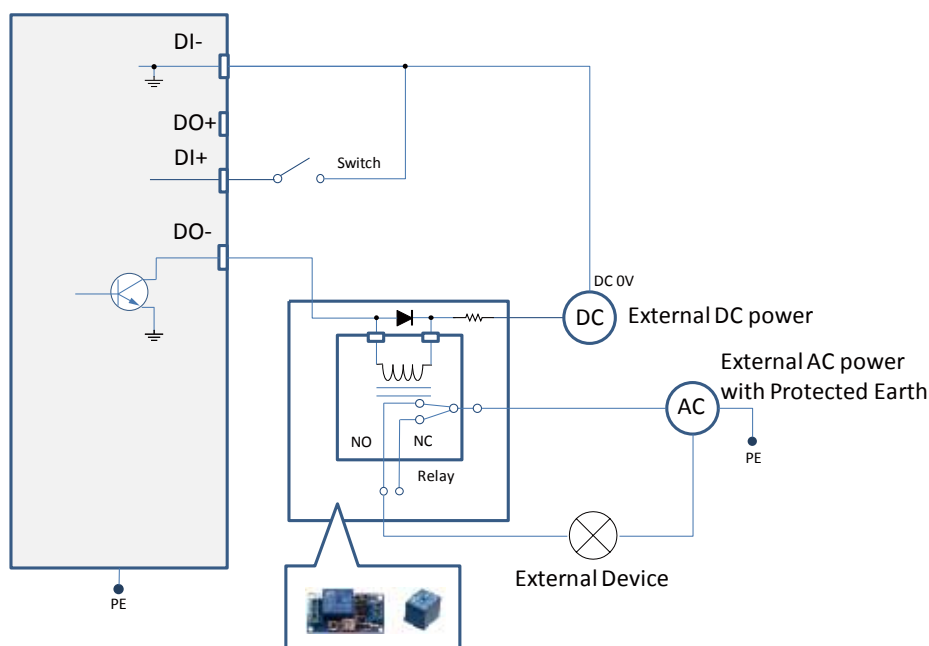 DI-
DO+
DI+
Switch
DO-
DC 0V
DC
External DC power
External AC power
with Protected Earth
AC
PE
NO
NC
Relay
External Device
PE